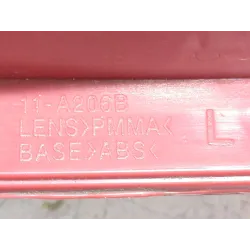 11-A206B
LENS>PMMA<
BASE>ABS<
L